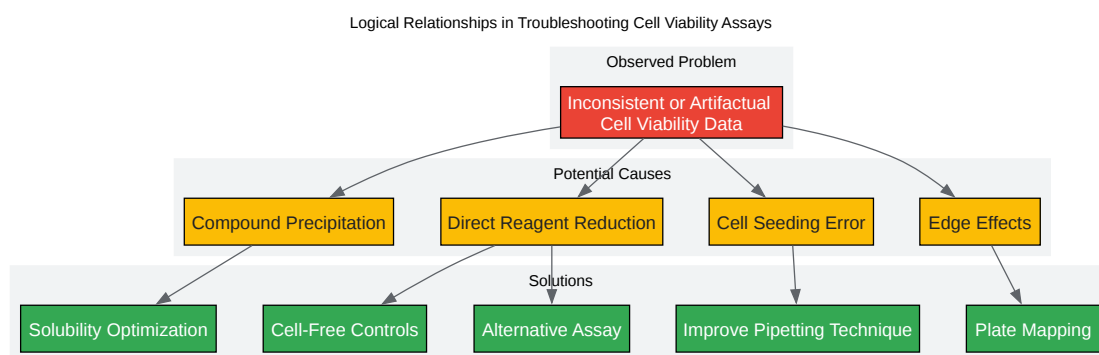 Logical Relationships in Troubleshooting Cell Viability Assays
Observed Problem
Inconsistent or Artifactual
Cell Viability Data
Potential Causes
Compound Precipitation
Direct Reagent Reduction
Cell Seeding Error
Edge Effects
Solutions
Solubility Optimization
Cell-Free Controls
Alternative Assay
Improve Pipetting Technique
Plate Mapping